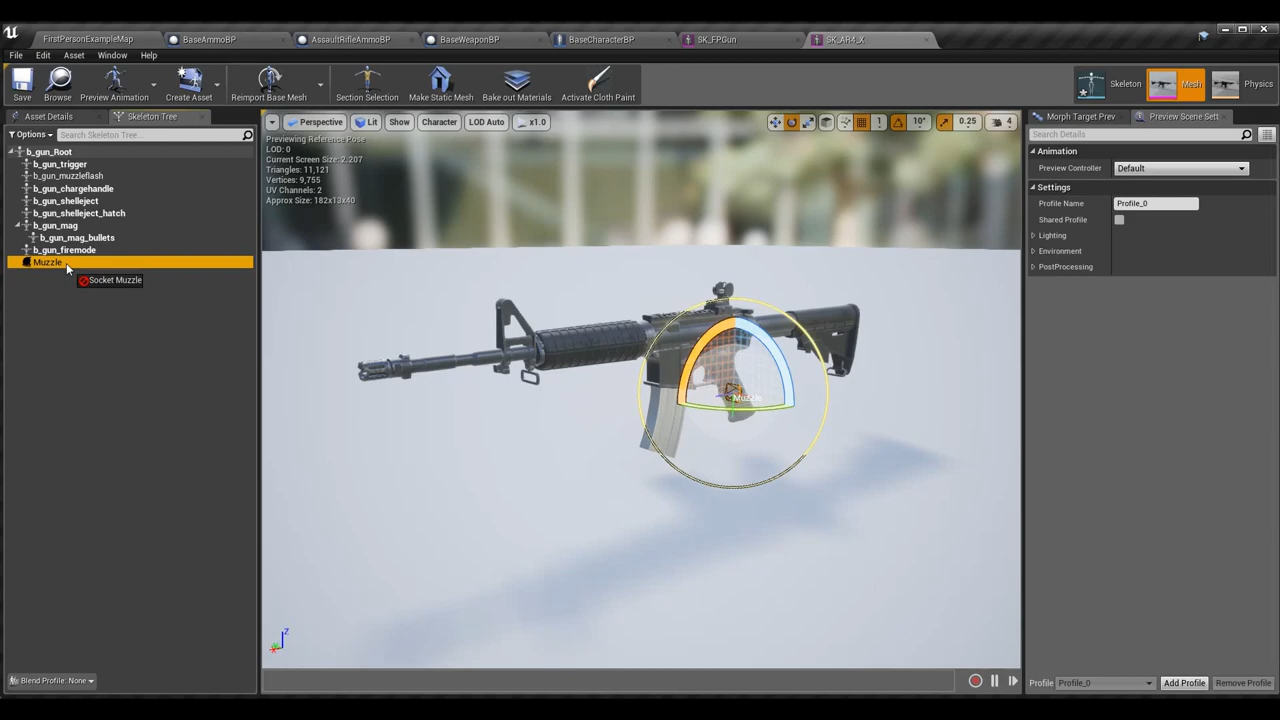 FirstPersonExampleMap
BaseAmmoBP
AssaultRifleAmmoBP
BaseWeaponBP
BaseCharacterBP
SK_FPGun
SK_AR4_X
File Edit Asset Window Help
Save
Browse
Preview Animation
Create Asset
Reimport Base Mesh
Section Selection
Make Static Mesh
Bake out Materials
Activate Cloth Paint
Skeleton
Mesh
Physics
Asset Details
Skeleton Tree
Options
Search Skeleton Tree...
b_gun_Root
b_gun_trigger
b_gun_muzzleflash
b_gun_chargehandle
b_gun_shelleject
b_gun_shelleject_hatch
b_gun_mag
b_gun_mag_bullets
b_gun_firemode
Muzzle
Socket Muzzle
Blend Profile: None
Perspective
Lit
Show
Character
LOD Auto
x1.0
1
10°
0.25
4
Previewing Reference Pose
LOD: 0
Current Screen Size: 2.207
Triangles: 11,121
Vertices: 9,755
UV Channels: 2
Approx Size: 182x13x40
Muzzle
Z
Morph Target Prev
Preview Scene Sett
Search Details
Animation
Preview Controller Default
Settings
Profile Name Profile_0
Shared Profile
Lighting
Environment
PostProcessing
Profile Profile_0 Add Profile Remove Profile